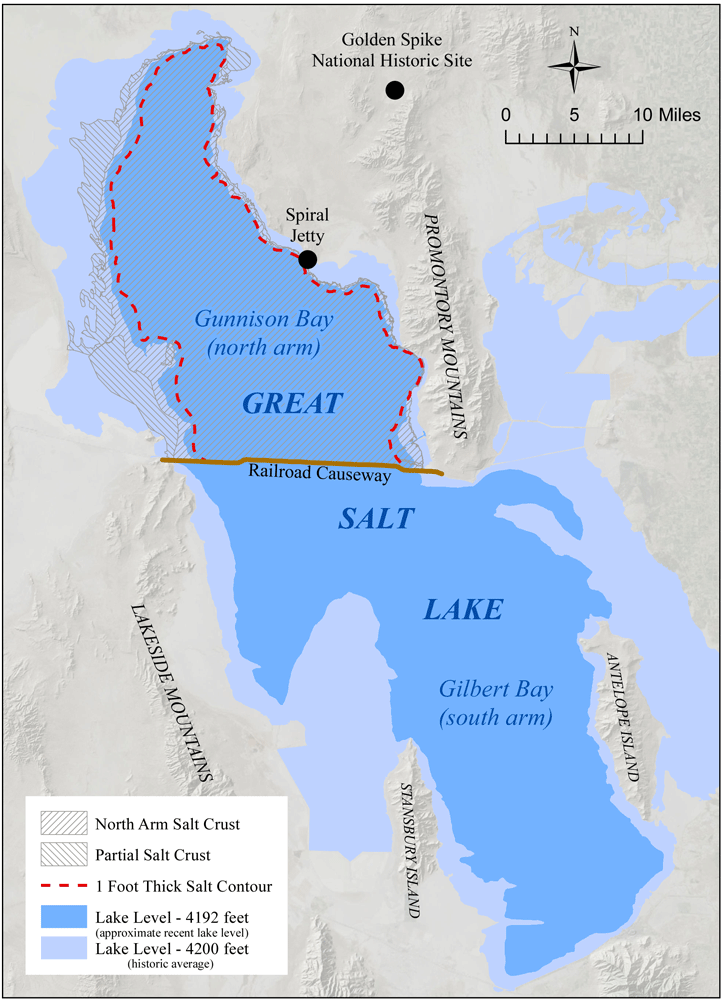 Golden Spike
National Historic Site
N
0 5 10 Miles
Spiral
Jetty
PROMONTORY MOUNTAINS
Gunnison Bay
(north arm)
GREAT
Railroad Causeway
SALT
LAKE
LAKESIDE MOUNTAINS
Gilbert Bay
(south arm)
ANTELOPE ISLAND
STANSBURY ISLAND
North Arm Salt Crust
Partial Salt Crust
1 Foot Thick Salt Contour
Lake Level - 4192 feet
(approximate recent lake level)
Lake Level - 4200 feet
(historic average)